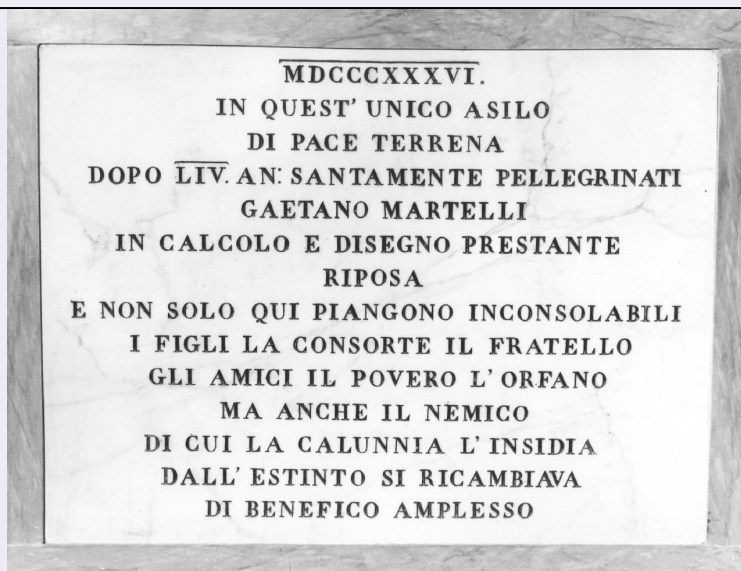 MDCCCXXXVI.
IN QUEST' UNICO ASILO
DI PACE TERRENA
DOPO LIV. AN: SANTAMENTE PELLEGRINATI
GAETANO MARTELLI
IN CALCOLO E DISEGNO PRESTANTE
RIPOSA
E NON SOLO QUI PIANGONO INCONSOLABILI
I FIGLI LA CONSORTE IL FRATELLO
GLI AMICI IL POVERO L'ORFANO
MA ANCHE IL NEMICO
DI CUI LA CALUNNIA L'INSIDIA
DALL' ESTINTO SI RICAMBIAVA
DI BENEFICO AMPLESSO